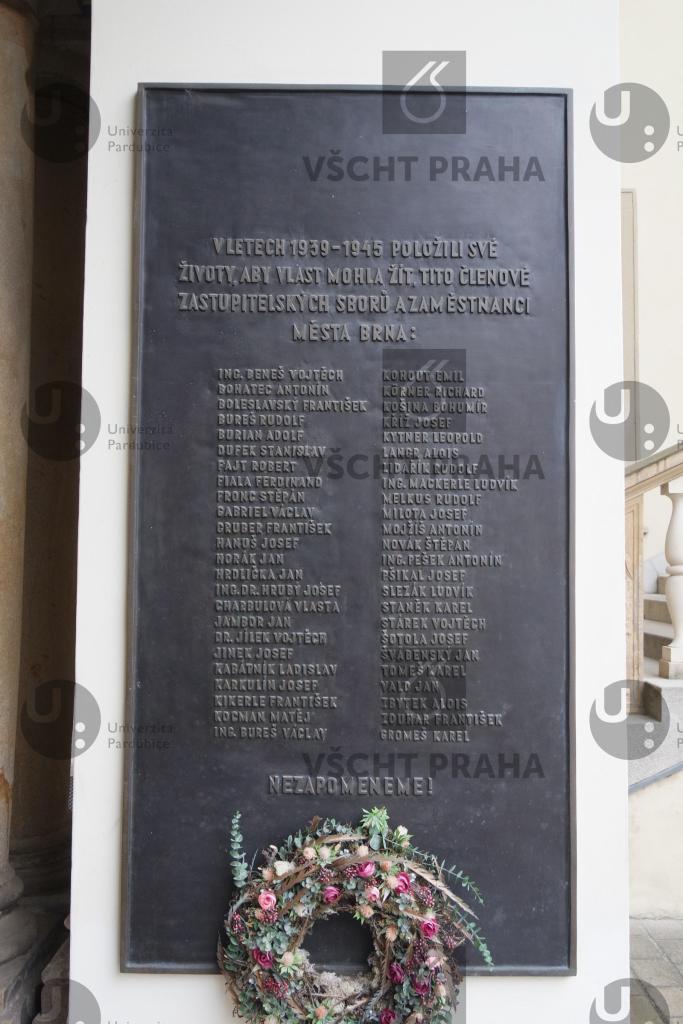 V LETECH 1939-1945 POLOŽILI SVÉ
ŽIVOTY, ABY VLAST MOHLA ŽÍT, TITO ČLENOVÉ
ZASTUPITELSKÝCH SBORŮ A ZAMĚSTNANCI
MĚSTA BRNA:
ING. BENEŠ VOJTĚCH
BOHATEC ANTONÍN
BOLESLAVSKÝ FRANTIŠEK
BUREŠ RUDOLF
BURIAN ADOLF
DUFEK STANISLAV
FAJT ROBERT
FIALA FERDINAND
FRONC ŠTĚPÁN
GABRIEL VÁCLAV
GRUBER FRANTIŠEK
HANUŠ JOSEF
HORÁK JAN
HRDLIČKA JAN
ING. DR. HRUBÝ JOSEF
CHARBULOVÁ VLASTA
JAMBOR JAN
DR. JÍLEK VOJTĚCH
JINEK JOSEF
KABÁTNÍK LADISLAV
KARKULÍN JOSEF
KIKERLE FRANTIŠEK
KOCMAN MATĚJ
ING. BUREŠ VÁCLAV
KOHOUT EMIL
KÖRNER RICHARD
KOŠINA BOHUMÍR
KŘÍŽ JOSEF
KYTNER LEOPOLD
LANGR ALOIS
LIDAŘÍK RUDOLF
ING. MACKERLE LUDVÍK
MELKUS RUDOLF
MILOTA JOSEF
MOJŽÍŠ ANTONÍN
NOVÁK ŠTĚPÁN
ING. PEŠEK ANTONÍN
PŠIKAL JOSEF
SLEZÁK LUDVÍK
STANĚK KAREL
STÁREK VOJTĚCH
ŠOTOLA JOSEF
ŠVÁBENSKÝ JAN
TOMEŠ KAREL
VALD JAN
ZBYTEK ALOIS
ZOUHAR FRANTIŠEK
GROMEŠ KAREL
NEZAPOMENEME!
VŠCHT PRAHA
VŠCHT PRAHA
VŠCHT PRAHA
Univerzita
Pardubice
Univerzita
Pardubice
Univerzita
Pardubice